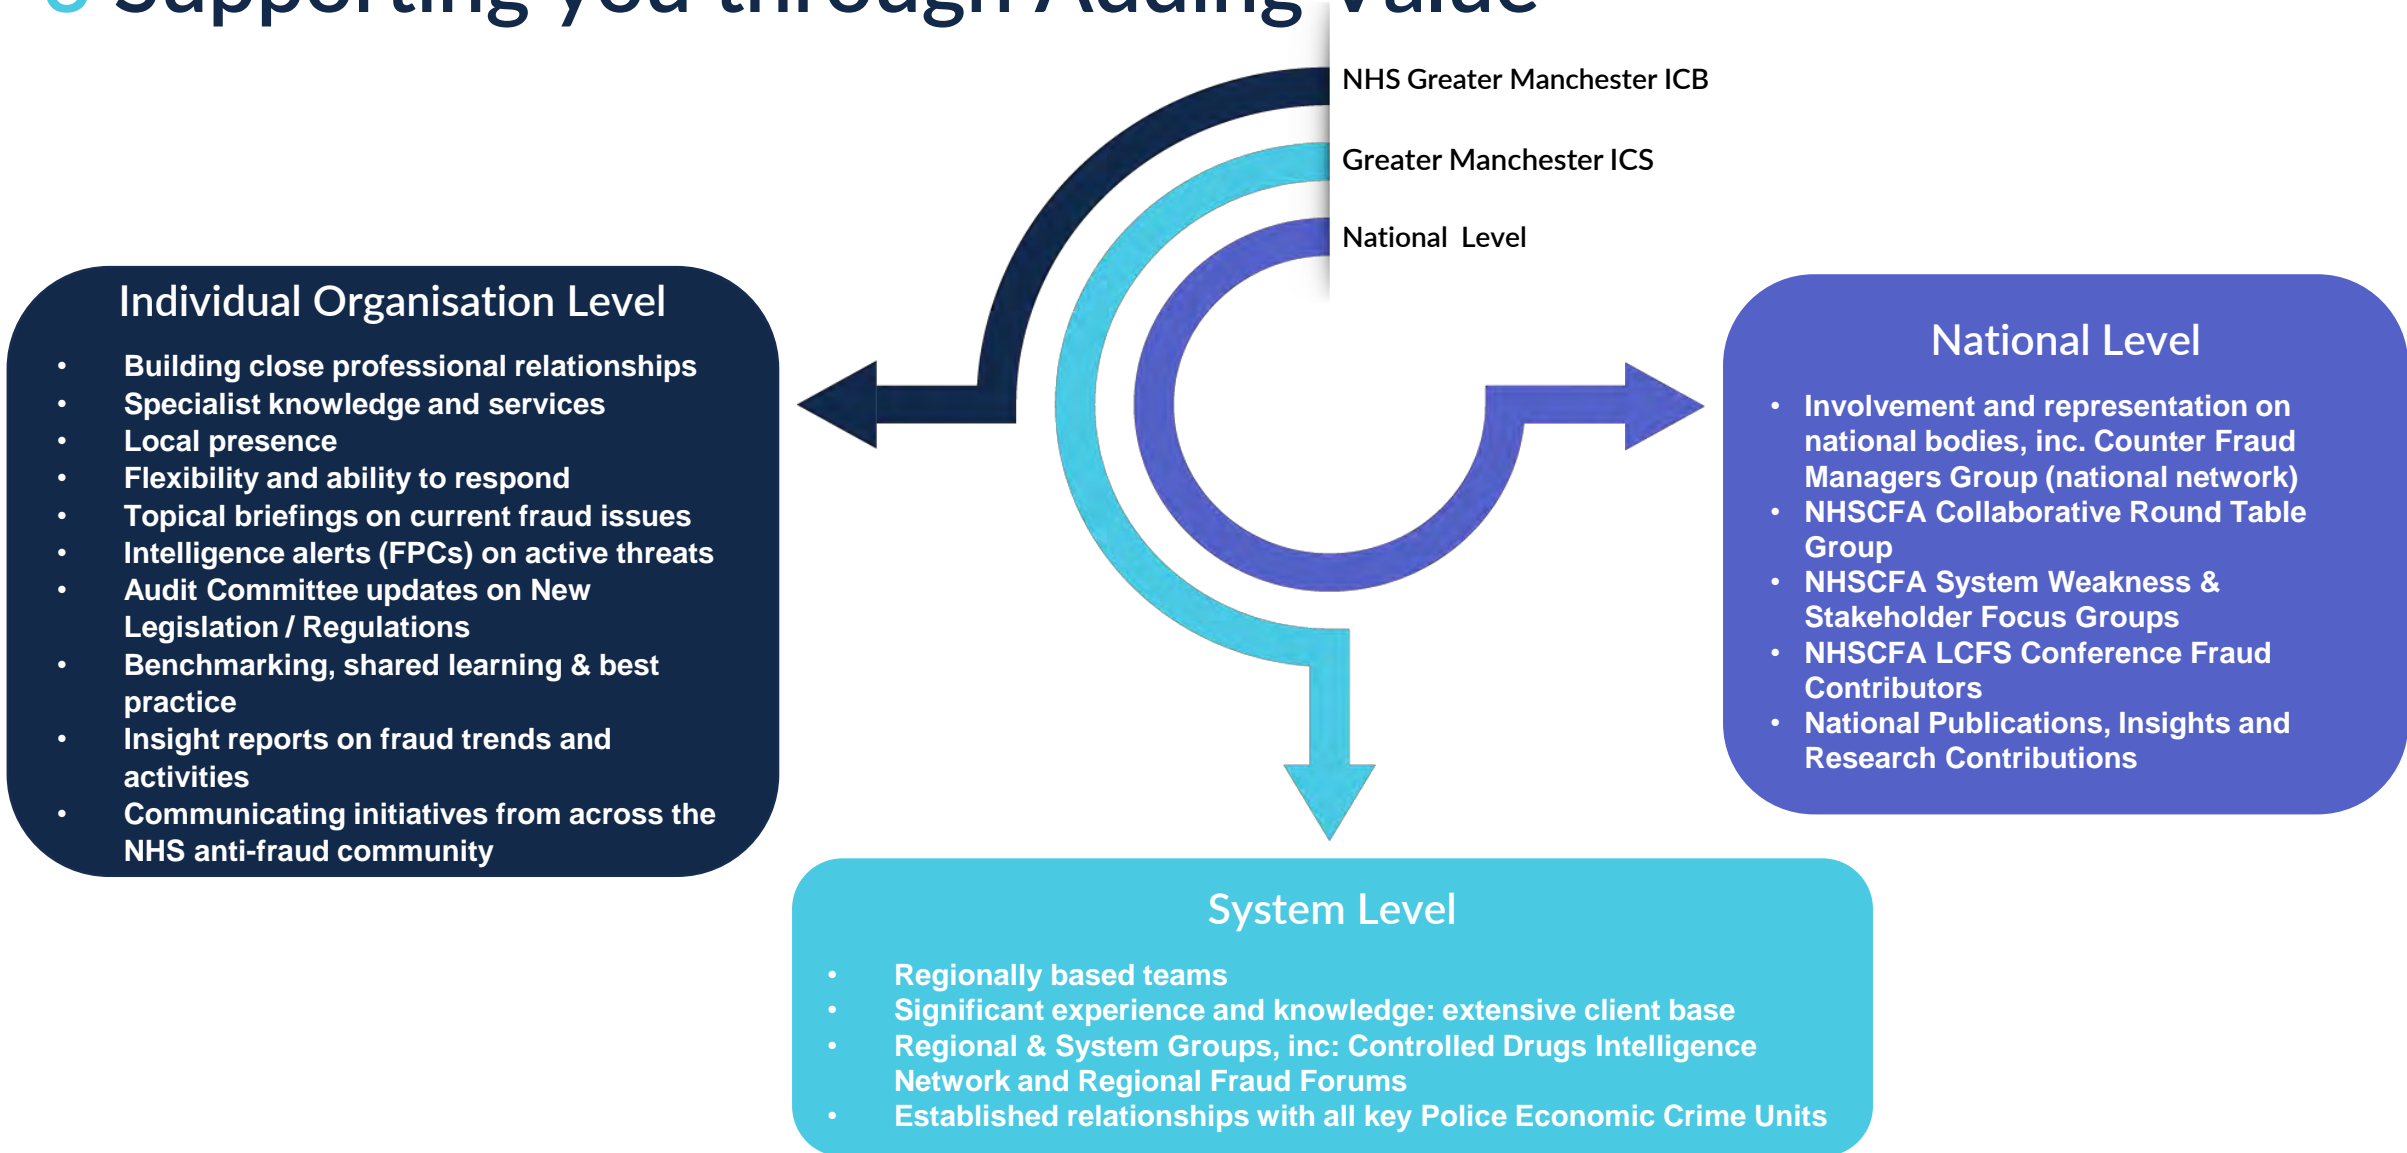 Supporting you through Adding Value
NHS Greater Manchester ICB
Greater Manchester ICS
National Level
Individual Organisation Level
• Building close professional relationships
• Specialist knowledge and services
• Local presence
• Flexibility and ability to respond
• Topical briefings on current fraud issues
• Intelligence alerts (FPCs) on active threats
• Audit Committee updates on New
Legislation / Regulations
• Benchmarking, shared learning & best
practice
• Insight reports on fraud trends and
activities
• Communicating initiatives from across the
NHS anti-fraud community
National Level
• Involvement and representation on
national bodies, inc. Counter Fraud
Managers Group (national network)
• NHSCFA Collaborative Round Table
Group
• NHSCFA System Weakness &
Stakeholder Focus Groups
• NHSCFA LCFS Conference Fraud
Contributors
• National Publications, Insights and
Research Contributions
System Level
• Regionally based teams
• Significant experience and knowledge: extensive client base
• Regional & System Groups, inc: Controlled Drugs Intelligence
Network and Regional Fraud Forums
• Established relationships with all key Police Economic Crime Units